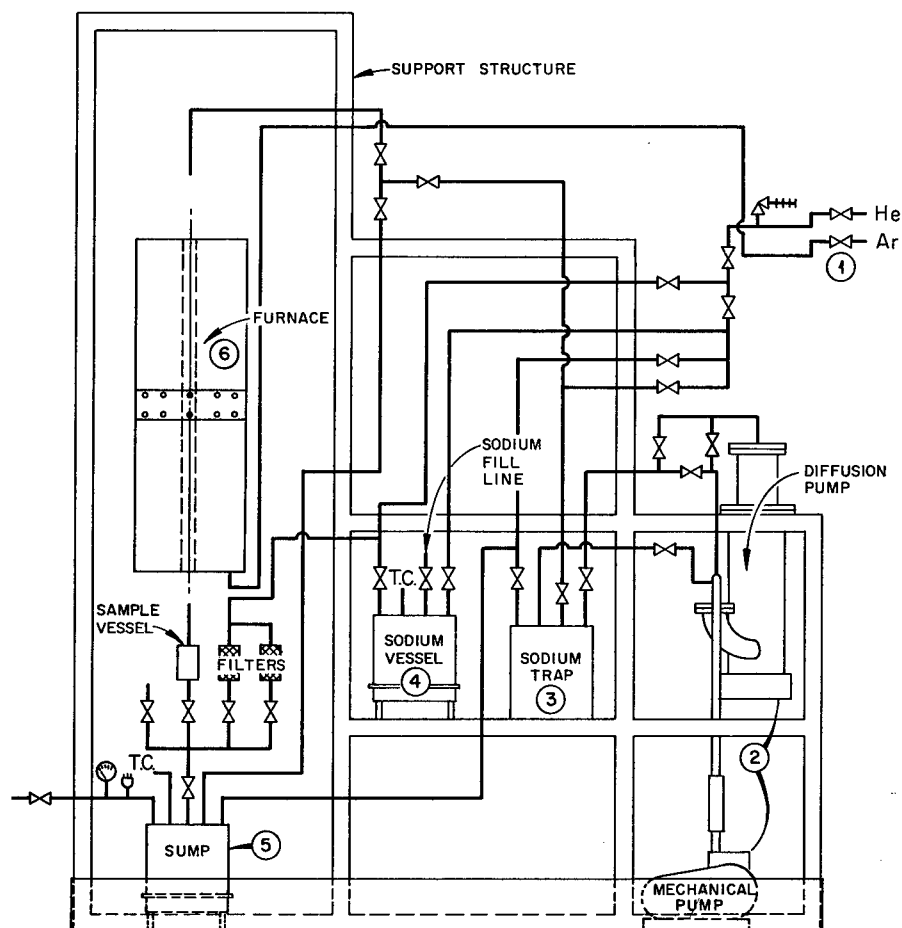 SUPPORT STRUCTURE
He
Ar
1
FURNACE
6
SODIUM
FILL
LINE
DIFFUSION
PUMP
T.C.
SAMPLE
VESSEL
FILTERS
SODIUM
VESSEL
4
SODIUM
TRAP
3
2
T.C.
SUMP
5
MECHANICAL
PUMP